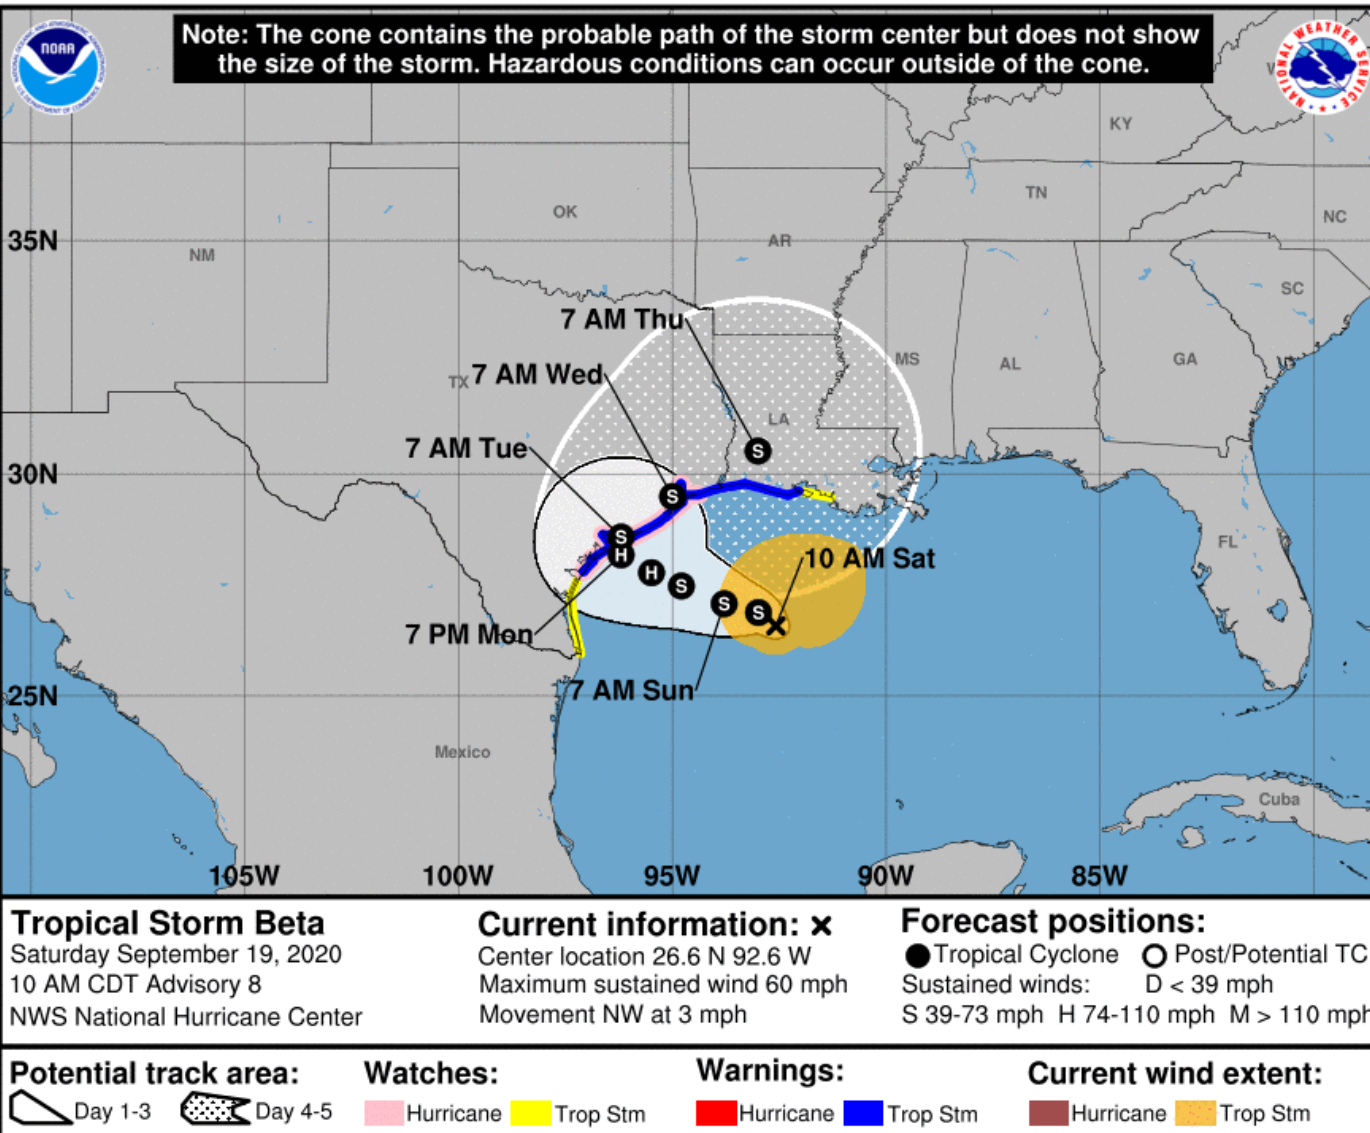 Note: The cone contains the probable path of the storm center but does not show
the size of the storm. Hazardous conditions can occur outside of the cone.
NOAA
NATIONAL WEATHER SERVICE
KY
TN
OK
NC
AR
35N
NM
SC
7 AM Thu
MS
AL
GA
TX
7 AM Wed
LA
7 AM Tue
30N
S
S
S
H
H
S
S
S
FL
10 AM Sat
7 PM Mon
7 AM Sun
25N
Mexico
Cuba
105W
100W
95W
90W
85W
Tropical Storm Beta
Saturday September 19, 2020
10 AM CDT Advisory 8
NWS National Hurricane Center
Current information: ×
Center location 26.6 N 92.6 W
Maximum sustained wind 60 mph
Movement NW at 3 mph
Forecast positions:
Tropical Cyclone
Post/Potential TC
Sustained winds: D < 39 mph
S 39-73 mph H 74-110 mph M > 110 mph
Potential track area:
Day 1-3
Day 4-5
Watches:
Hurricane
Trop Stm
Warnings:
Hurricane
Trop Stm
Current wind extent:
Hurricane
Trop Stm